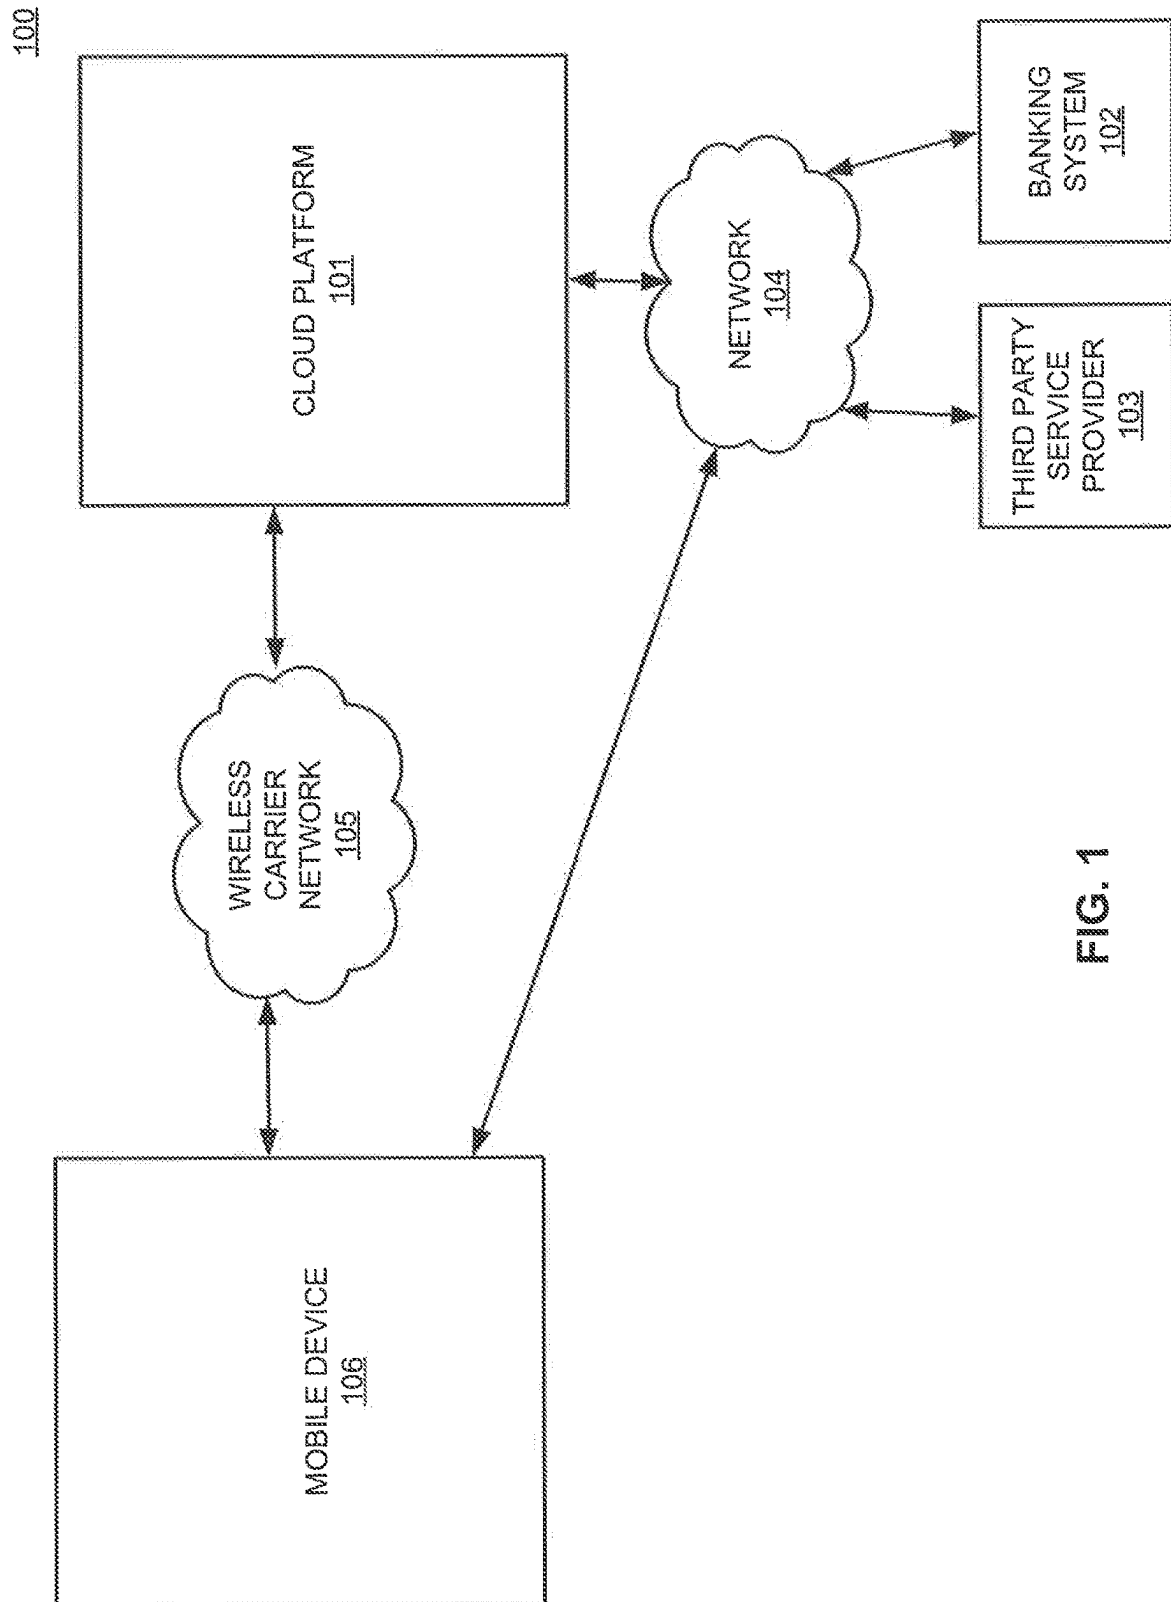 100
MOBILE DEVICE
106
WIRELESS
CARRIER
NETWORK
105
CLOUD PLATFORM
101
NETWORK
104
THIRD PARTY
SERVICE
PROVIDER
103
BANKING
SYSTEM
102
FIG. 1